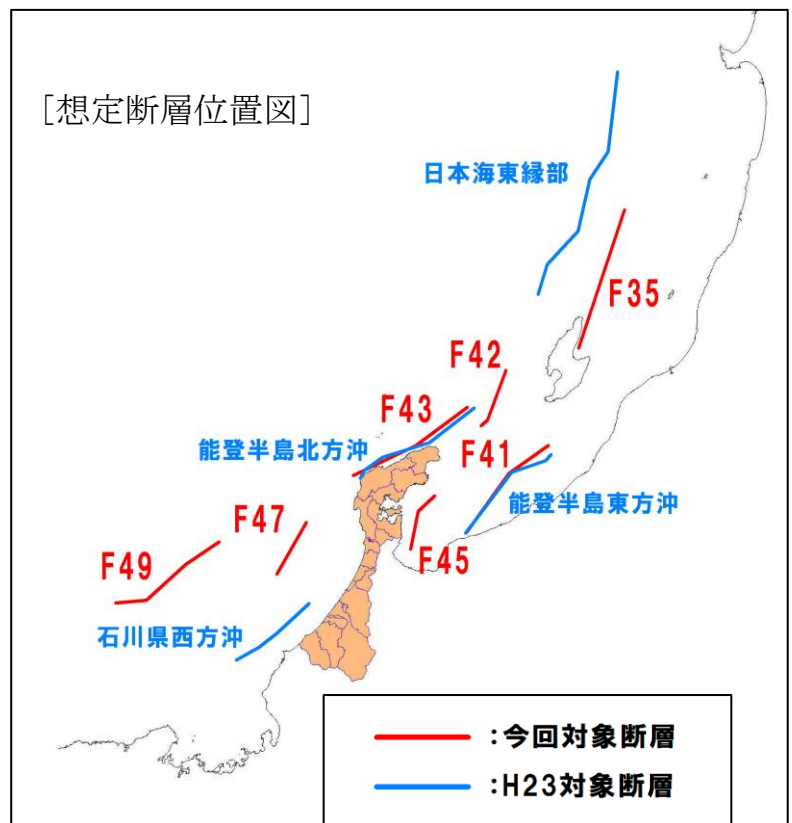 [想定断層位置図]
日本海東縁部
F35
F42
F43
能登半島北方沖
F41
能登半島東方沖
F47
F45
F49
石川県西方沖
:今回対象断層
:H23対象断層